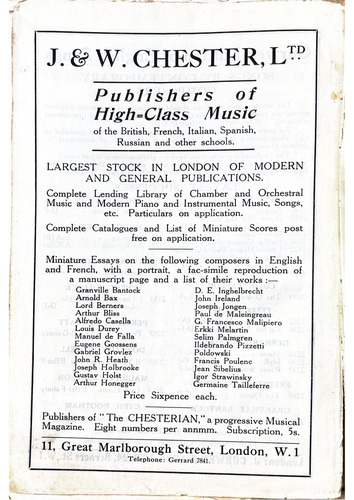 J. & W. CHESTER, LTD
Publishers of
High-Class Music
of the British, French, Italian, Spanish,
Russian and other schools.
LARGEST STOCK IN LONDON OF MODERN
AND GENERAL PUBLICATIONS.
Complete Lending Library of Chamber and Orchestral
Music and Modern Piano and Instrumental Music, Songs,
etc. Particulars on application.
Complete Catalogues and List of Miniature Scores post
free on application.
Miniature Essays on the following composers in English
and French, with a portrait, a fac-simile reproduction of
a manuscript page and a list of their works :—
Granville Bantock
Arnold Bax
Lord Berners
Arthur Bliss
Alfredo Casella
Louis Durey
Manuel de Falla
Eugene Goossens
Gabriel Grovlez
John R. Heath
Joseph Holbrooke
Gustav Holst
Arthur Honegger
D. E. Inghelbrecht
John Ireland
Joseph Jongen
Paul de Maleingreau
G. Francesco Malipiero
Erkki Melartin
Selim Palmgren
Ildebrando Pizzetti
Poldowski
Francis Poulenc
Jean Sibelius
Igor Strawinsky
Germaine Tailleferre
Price Sixpence each.
Publishers of "The CHESTERIAN," a progressive Musical
Magazine. Eight numbers per annmm. Subscription, 5s.
11, Great Marlborough Street, London, W. 1
Telephone: Gerrard 7841.